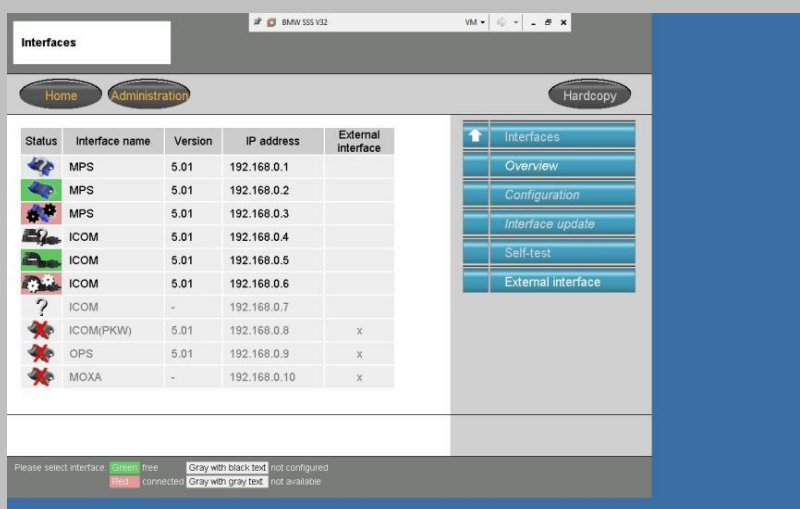 BMW SSS V32 VM
Interfaces
Home Administration Hardcopy
Status Interface name Version IP address External interface
MPS 5.01 192.168.0.1
MPS 5.01 192.168.0.2
MPS 5.01 192.168.0.3
ICOM 5.01 192.168.0.4
ICOM 5.01 192.168.0.5
ICOM 5.01 192.168.0.6
? ICOM - 192.168.0.7
ICOM(PKW) 5.01 192.168.0.8 x
OPS 5.01 192.168.0.9 x
MOXA - 192.168.0.10 x
Interfaces
Overview
Configuration
Interface update
Self-test
External interface
Please select interface: Green free Gray with black text not configured
Red connected Gray with gray text not available